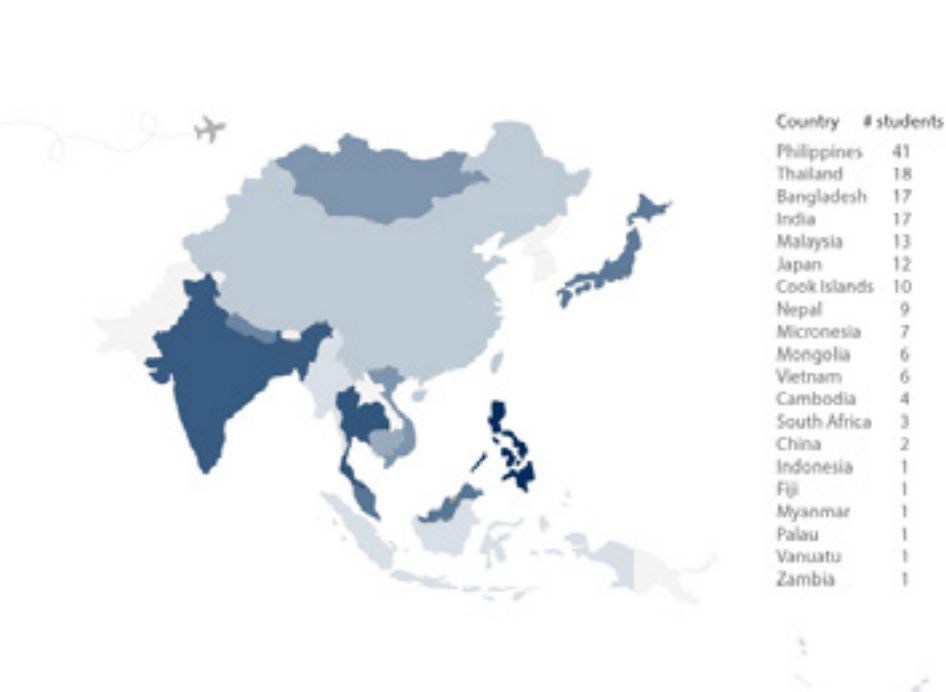 Country # students
Philippines 41
Thailand 18
Bangladesh 17
India 17
Malaysia 13
Japan 12
Cook Islands 10
Nepal 9
Micronesia 7
Mongolia 6
Vietnam 6
Cambodia 4
South Africa 3
China 2
Indonesia 1
Fiji 1
Myanmar 1
Palau 1
Vanuatu 1
Zambia 1